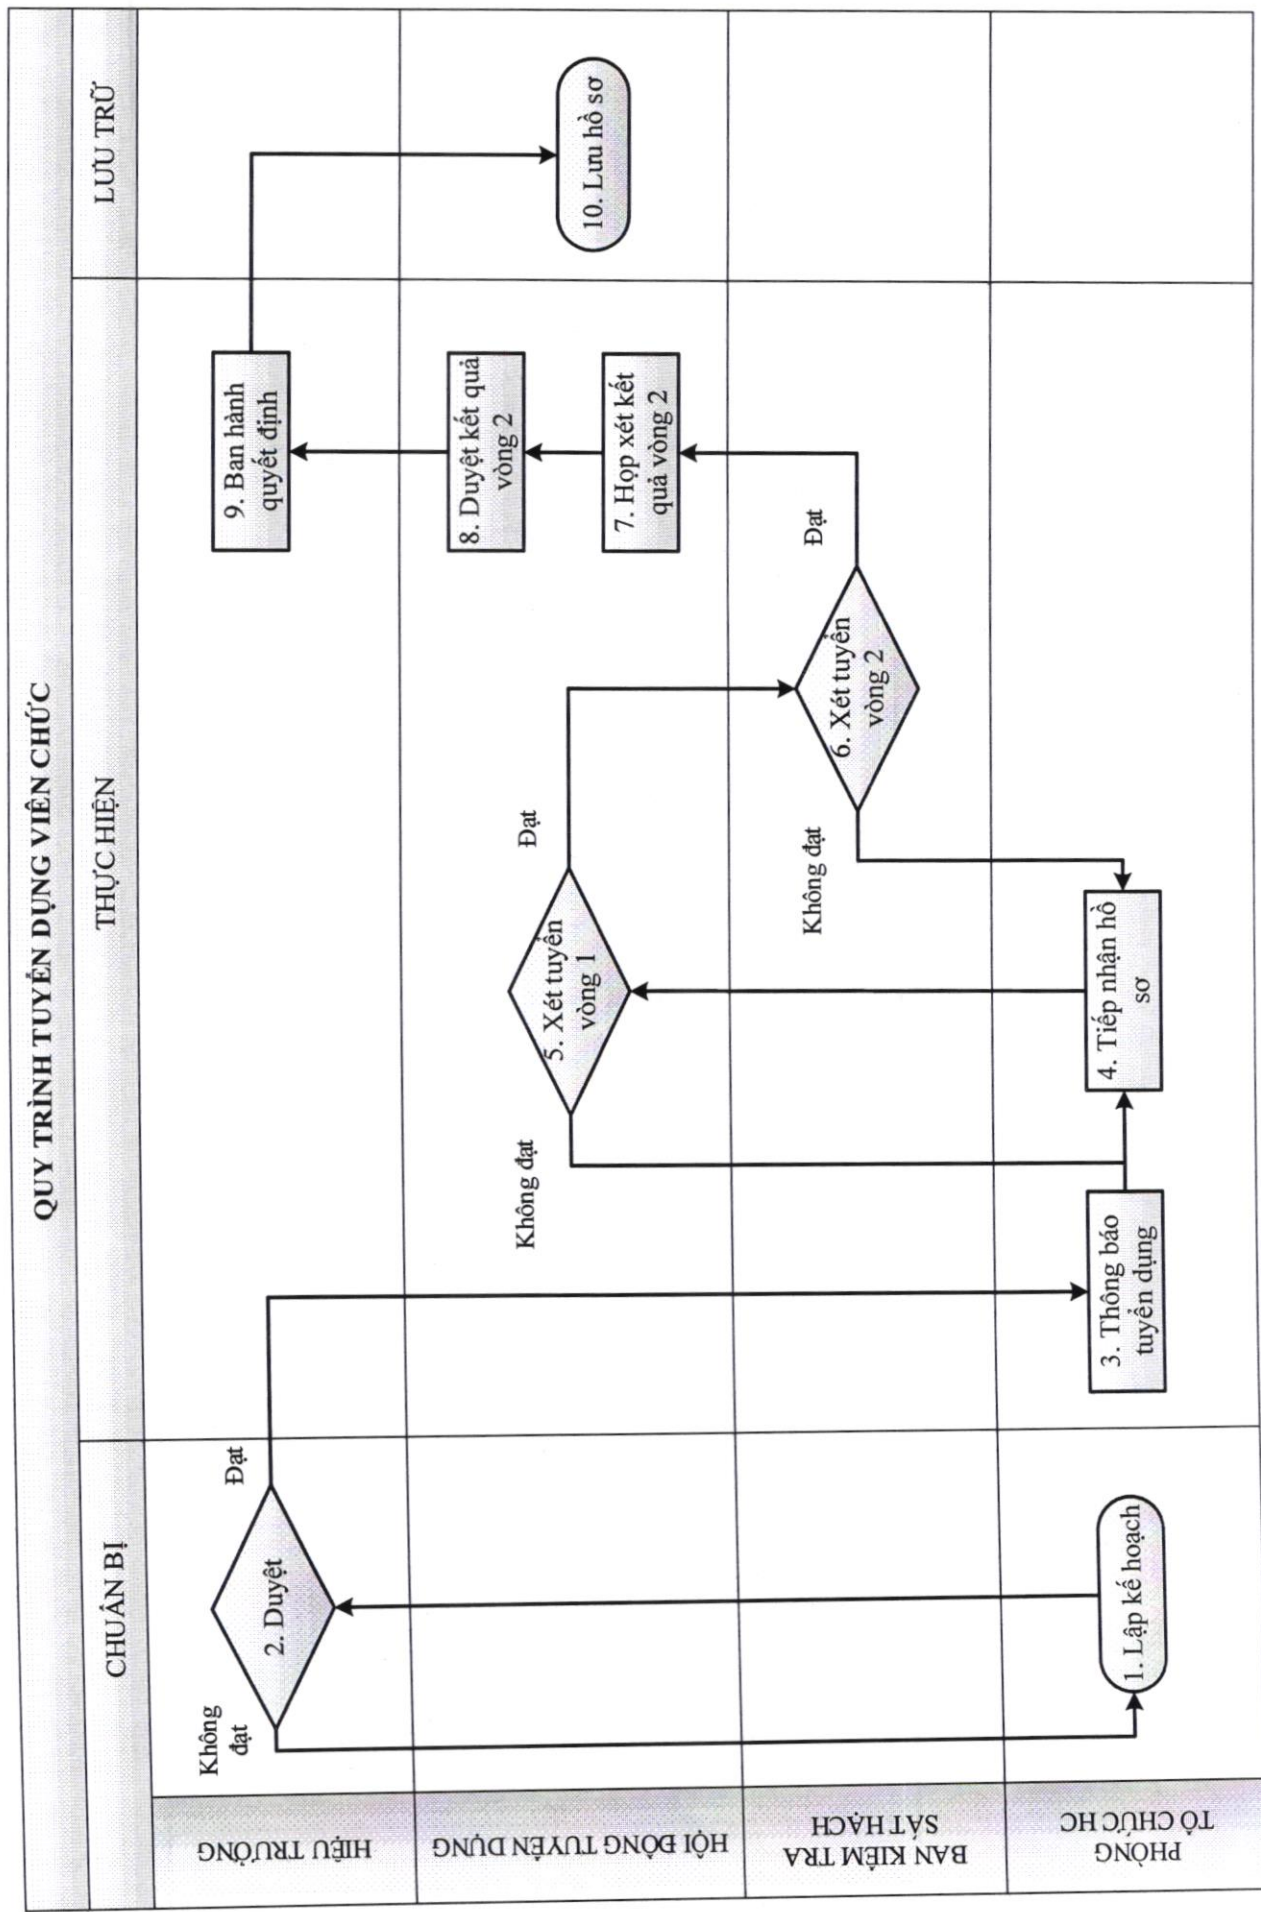 QUY TRÌNH TUYỂN DỤNG VIÊN CHỨC
CHUẨN BỊ
THỰC HIỆN
LƯU TRỮ
HIỆU TRƯỞNG
Không
đạt
2. Duyệt
Đạt
9. Ban hành
quyết định
HỘI ĐỒNG TUYỂN DỤNG
Không đạt
5. Xét tuyển
vòng 1
Đạt
8. Duyệt kết quả
vòng 2
7. Họp xét kết
quả vòng 2
10. Lưu hồ sơ
BAN KIỂM TRA
SÁT HẠCH
Không đạt
6. Xét tuyển
vòng 2
Đạt
PHÒNG
TỔ CHỨC HC
1. Lập kế hoạch
3. Thông báo
tuyển dụng
4. Tiếp nhận hồ
sơ